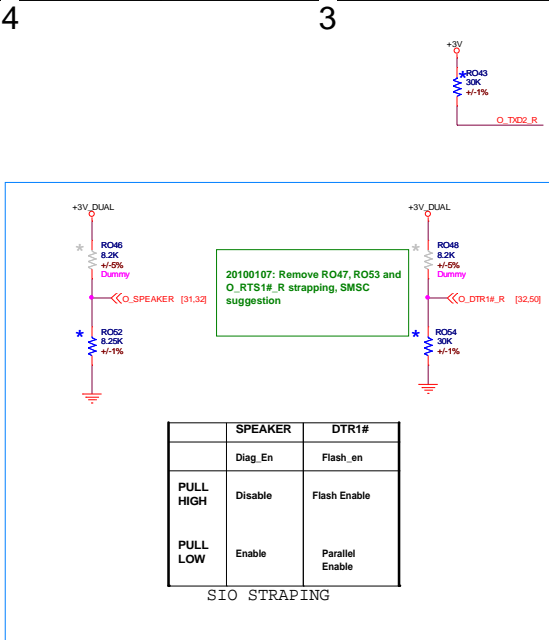 4
3
+3V
*
RO43
30K
+/-1%
O_TXD2_R
+3V_DUAL
*
RO46
8.2K
+/-5%
Dummy
O_SPEAKER [31,32]
*
RO52
8.25K
+/-1%
20100107: Remove RO47, RO53 and
O_RTS1#_R strapping, SMSC
suggestion
+3V_DUAL
*
RO48
8.2K
+/-5%
Dummy
O_DTR1#_R [32,50]
*
RO54
30K
+/-1%
SPEAKER DTR1#
Diag_En Flash_en
PULL
HIGH
Disable Flash Enable
PULL
LOW
Enable Parallel
Enable
SIO STRAPING